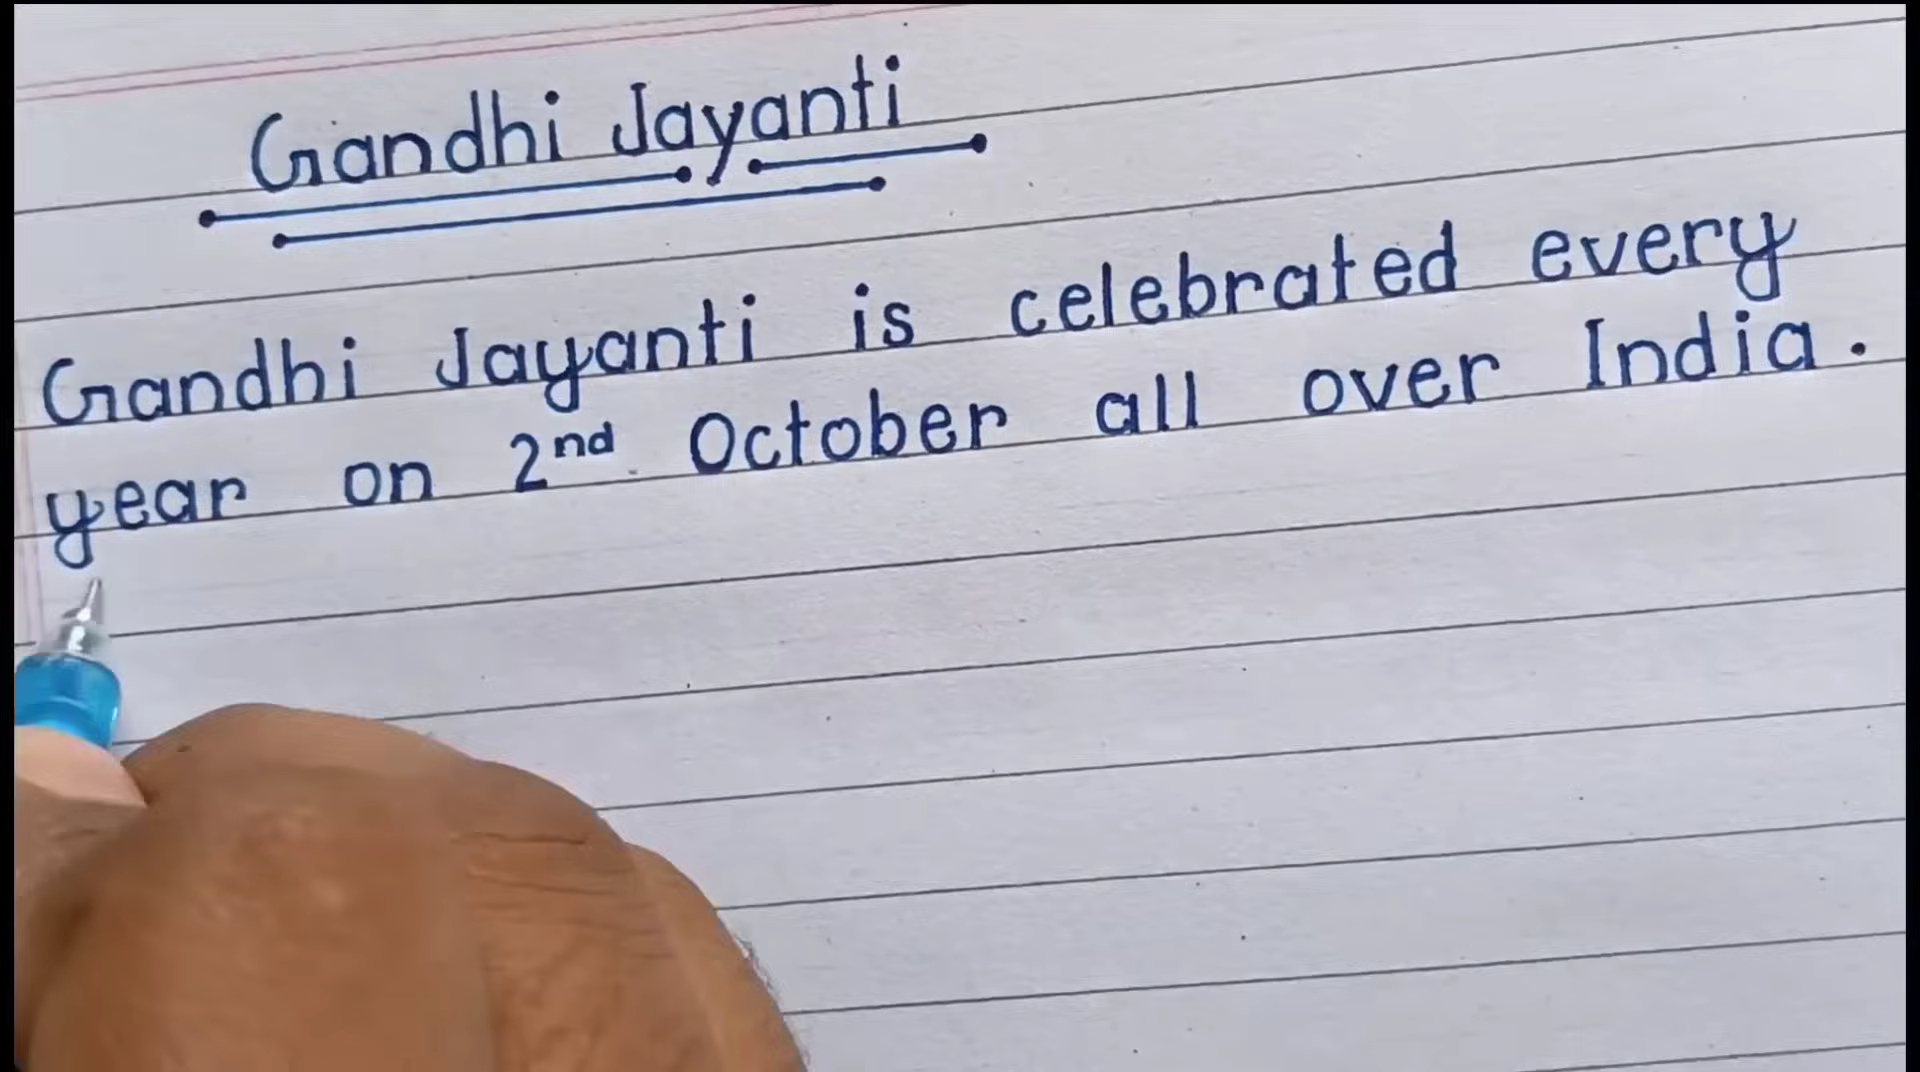 Gandhi Jayanti
Gandhi Jayanti is celebrated every
year on 2nd October all over India.